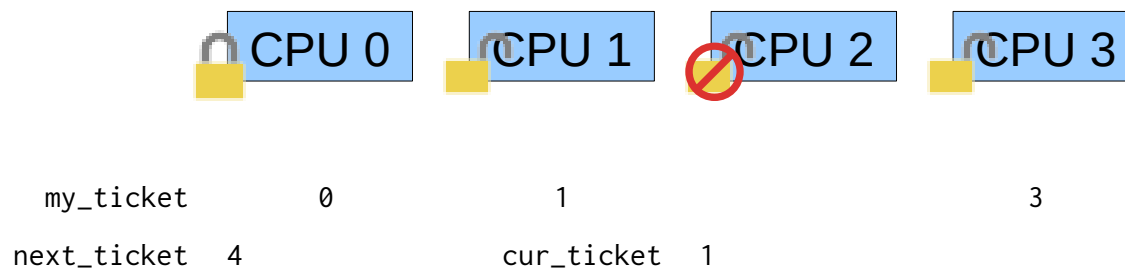 CPU 0 CPU 1 CPU 2 CPU 3
my_ticket 0 1 3
next_ticket 4 cur_ticket 1